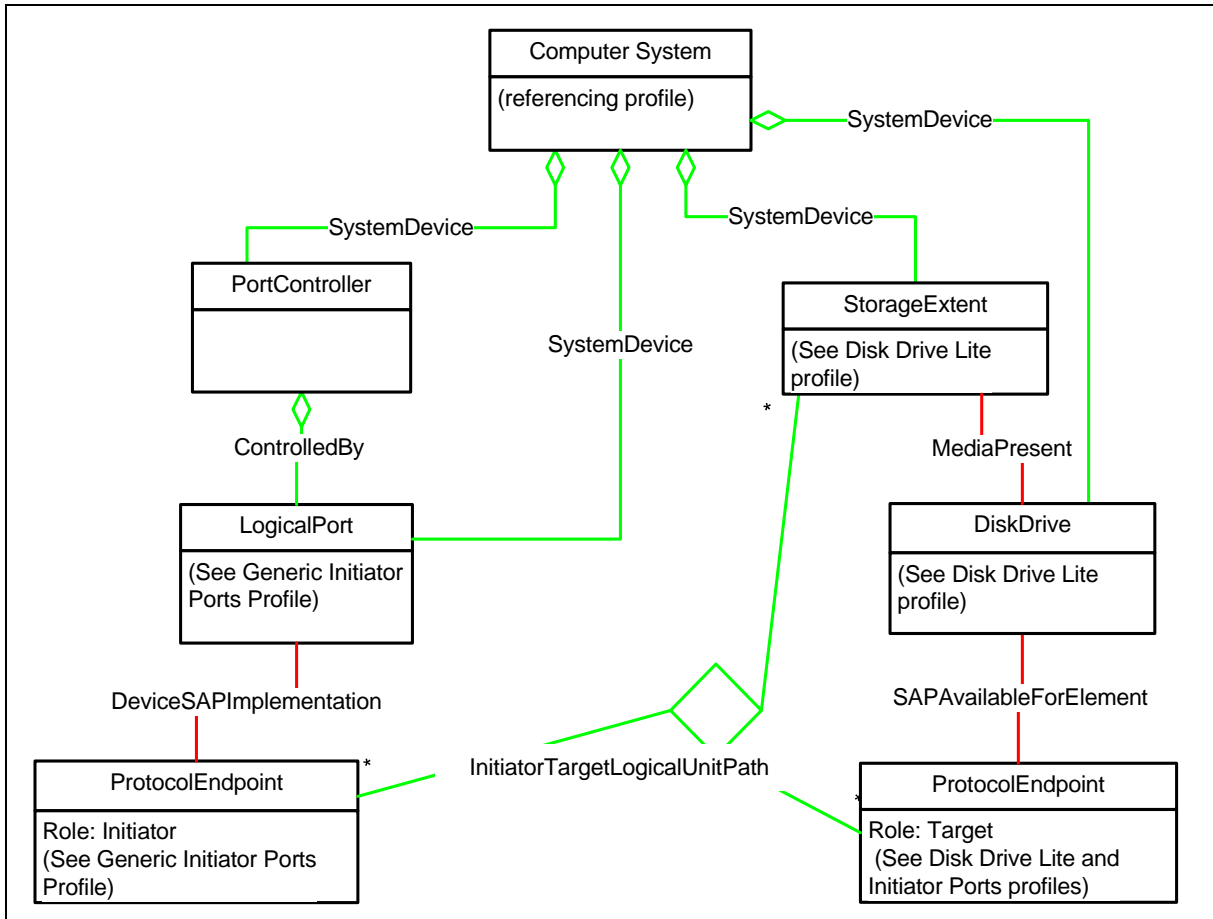 Computer System
(referencing profile)
SystemDevice
SystemDevice
SystemDevice
PortController
StorageExtent
(See Disk Drive Lite
profile)
SystemDevice
*
ControlledBy
MediaPresent
LogicalPort
(See Generic Initiator
Ports Profile)
DiskDrive
(See Disk Drive Lite
profile)
DeviceSAPImplementation
SAPAvailableForElement
*
InitiatorTargetLogicalUnitPath
ProtocolEndpoint
Role: Initiator
(See Generic Initiator Ports
Profile)
*
ProtocolEndpoint
Role: Target
(See Disk Drive Lite and
Initiator Ports profiles)